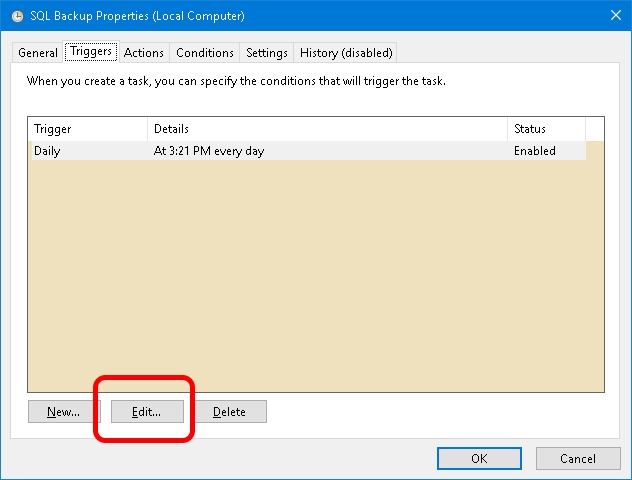 SQL Backup Properties (Local Computer)
General Triggers Actions Conditions Settings History (disabled)
When you create a task, you can specify the conditions that will trigger the task.
Trigger Details Status
Daily At 3:21 PM every day Enabled
New... Edit... Delete
OK Cancel